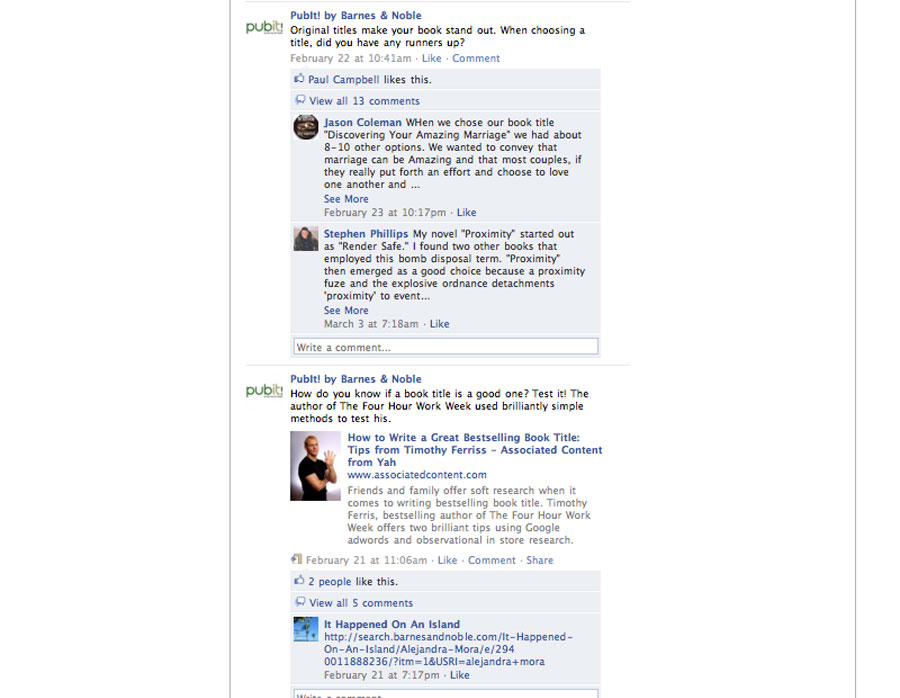 PubIt! by Barnes & Noble
pubit!
Original titles make your book stand out. When choosing a
title, did you have any runners up?
February 22 at 10:41am · Like · Comment
Paul Campbell likes this.
View all 13 comments
Jason Coleman WHen we chose our book title
"Discovering Your Amazing Marriage" we had about
8-10 other options. We wanted to convey that
marriage can be Amazing and that most couples, if
they really put forth an effort and choose to love
one another and ...
See More
February 23 at 10:17pm · Like
Stephen Phillips My novel "Proximity" started out
as "Render Safe." I found two other books that
employed this bomb disposal term. "Proximity"
then emerged as a good choice because a proximity
fuze and the explosive ordnance detachments
'proximity' to event...
See More
March 3 at 7:18am · Like
Write a comment...
PubIt! by Barnes & Noble
pubit!
How do you know if a book title is a good one? Test it! The
author of The Four Hour Work Week used brilliantly simple
methods to test his.
How to Write a Great Bestselling Book Title:
Tips from Timothy Ferriss - Associated Content
from Yah
www.associatedcontent.com
Friends and family offer soft research when it
comes to writing bestselling book title. Timothy
Ferris, bestselling author of The Four Hour Work
Week offers two brilliant tips using Google
adwords and observational in store research.
February 21 at 11:06am · Like · Comment · Share
2 people like this.
View all 5 comments
It Happened On An Island
http://search.barnesandnoble.com/It-Happened-
On-An-Island/Alejandra-Mora/e/294
0011888236/?itm=1&USRI=alejandra+mora
February 21 at 7:17pm · Like
Write a comment...